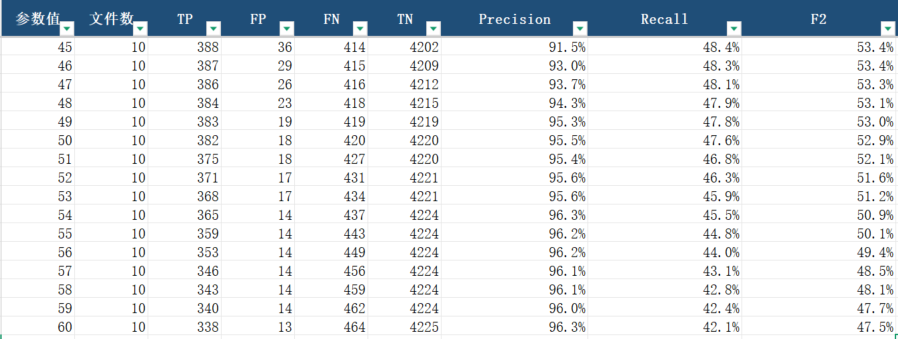 参数值 文件数 TP FP FN TN Precision Recall F2
45 10 388 36 414 4202 91.5% 48.4% 53.4%
46 10 387 29 415 4209 93.0% 48.3% 53.4%
47 10 386 26 416 4212 93.7% 48.1% 53.3%
48 10 384 23 418 4215 94.3% 47.9% 53.1%
49 10 383 19 419 4219 95.3% 47.8% 53.0%
50 10 382 18 420 4220 95.5% 47.6% 52.9%
51 10 375 18 427 4220 95.4% 46.8% 52.1%
52 10 371 17 431 4221 95.6% 46.3% 51.6%
53 10 368 17 434 4221 95.6% 45.9% 51.2%
54 10 365 14 437 4224 96.3% 45.5% 50.9%
55 10 359 14 443 4224 96.2% 44.8% 50.1%
56 10 353 14 449 4224 96.2% 44.0% 49.4%
57 10 346 14 456 4224 96.1% 43.1% 48.5%
58 10 343 14 459 4224 96.1% 42.8% 48.1%
59 10 340 14 462 4224 96.0% 42.4% 47.7%
60 10 338 13 464 4225 96.3% 42.1% 47.5%